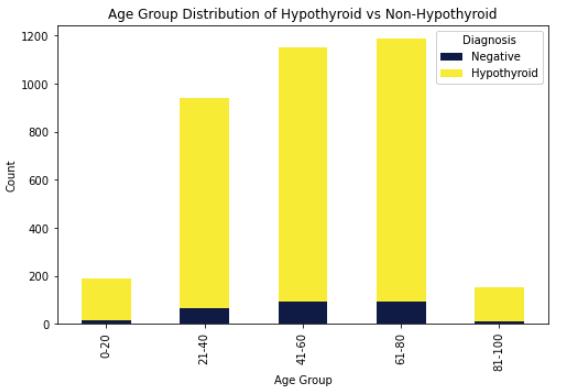 Age Group Distribution of Hypothyroid vs Non-Hypothyroid
Diagnosis
Negative
Hypothyroid
1200
1000
800
600
400
200
0
Count
0-20
21-40
41-60
61-80
81-100
Age Group